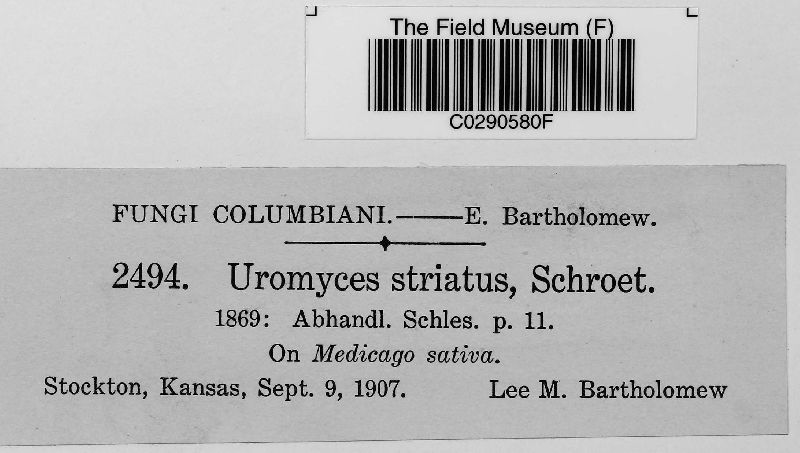 The Field Museum (F)
C0290580F
FUNGI COLUMBIANI.——E. Bartholomew.
2494. Uromyces striatus, Schroet.
1869: Abhandl. Schles. p. 11.
On Medicago sativa.
Stockton, Kansas, Sept. 9, 1907. Lee M. Bartholomew